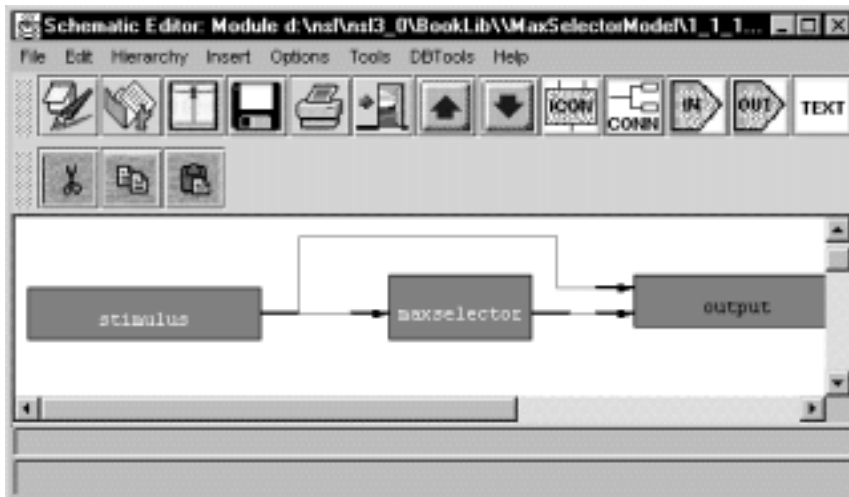 Schematic Editor: Module d:\nsl\nsl3_0\BookLib\\MaxSelectorModel\1_1_1...
File Edit Hierarchy Insert Options Tools DBTools Help
ICON CONN IN OUT TEXT
stimulus maxselector output